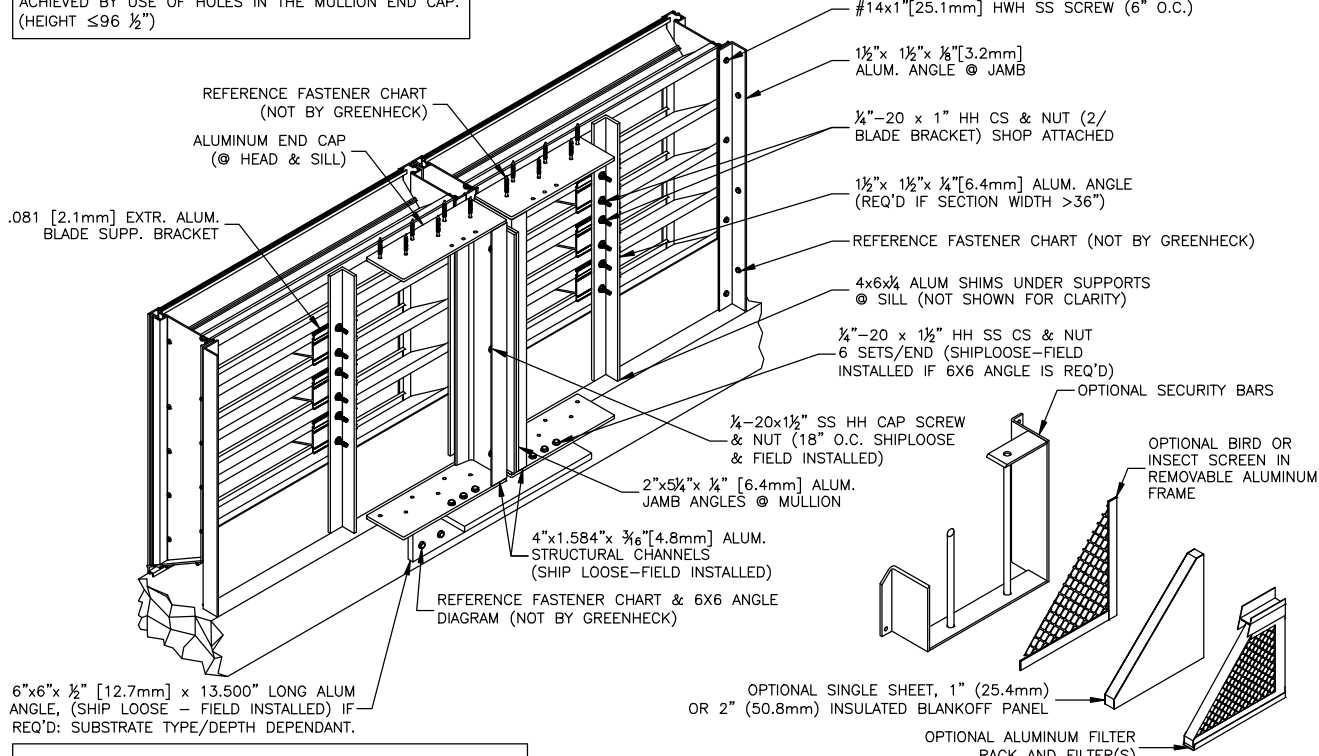 ACHIEVED BY USE OF HOLES IN THE MULLION END CAP.
(HEIGHT ≤96 ½")
#14x1"[25.1mm] HWH SS SCREW (6" O.C.)
1½"x 1½"x ⅛"[3.2mm]
ALUM. ANGLE @ JAMB
REFERENCE FASTENER CHART
(NOT BY GREENHECK)
¼"-20 x 1" HH CS & NUT (2/
BLADE BRACKET) SHOP ATTACHED
ALUMINUM END CAP
(@ HEAD & SILL)
1½"x 1½"x ¼"[6.4mm] ALUM. ANGLE
(REQ'D IF SECTION WIDTH >36")
.081 [2.1mm] EXTR. ALUM.
BLADE SUPP. BRACKET
REFERENCE FASTENER CHART (NOT BY GREENHECK)
4x6x¼ ALUM SHIMS UNDER SUPPORTS
@ SILL (NOT SHOWN FOR CLARITY)
¼"-20 x 1½" HH SS CS & NUT
6 SETS/END (SHIPLOOSE-FIELD
INSTALLED IF 6X6 ANGLE IS REQ'D)
OPTIONAL SECURITY BARS
¼-20x1½" SS HH CAP SCREW
& NUT (18" O.C. SHIPLOOSE
& FIELD INSTALLED)
OPTIONAL BIRD OR
INSECT SCREEN IN
REMOVABLE ALUMINUM
FRAME
2"x5¼"x ¼" [6.4mm] ALUM.
JAMB ANGLES @ MULLION
4"x1.584"x 3⁄16"[4.8mm] ALUM.
STRUCTURAL CHANNELS
(SHIP LOOSE-FIELD INSTALLED)
REFERENCE FASTENER CHART & 6X6 ANGLE
DIAGRAM (NOT BY GREENHECK)
6"x6"x ½" [12.7mm] x 13.500" LONG ALUM
ANGLE, (SHIP LOOSE - FIELD INSTALLED) IF
REQ'D: SUBSTRATE TYPE/DEPTH DEPENDANT.
OPTIONAL SINGLE SHEET, 1" (25.4mm)
OR 2" (50.8mm) INSULATED BLANKOFF PANEL
OPTIONAL ALUMINUM FILTER
RACK AND FILTER(S)